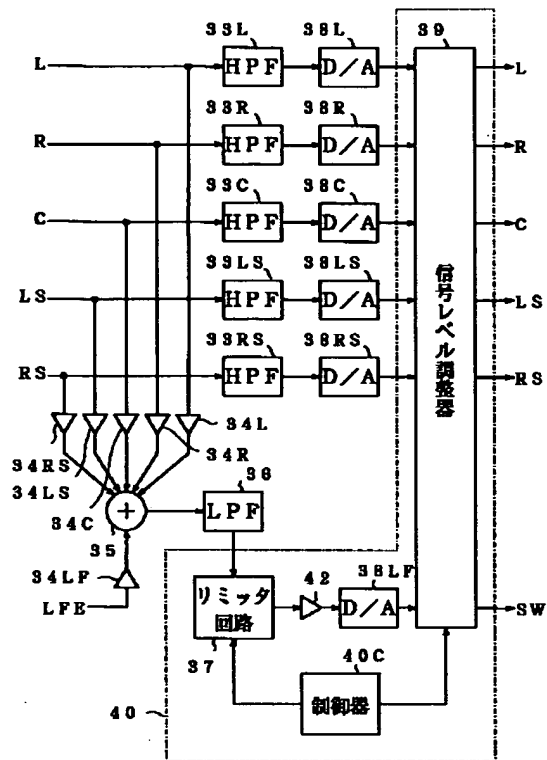 33L 38L 39
L HPF D/A L
33R 38R
R HPF D/A R
33C 38C
C HPF D/A C
33LS 38LS
LS HPF D/A LS
33RS 38RS
RS HPF D/A RS
信号レベル調整器
34L
34RS 34R
34LS 36
34C LPF
+
35
34LF 42 38LF
LFE リミッタ回路 D/A SW
37 40C
40 制御器